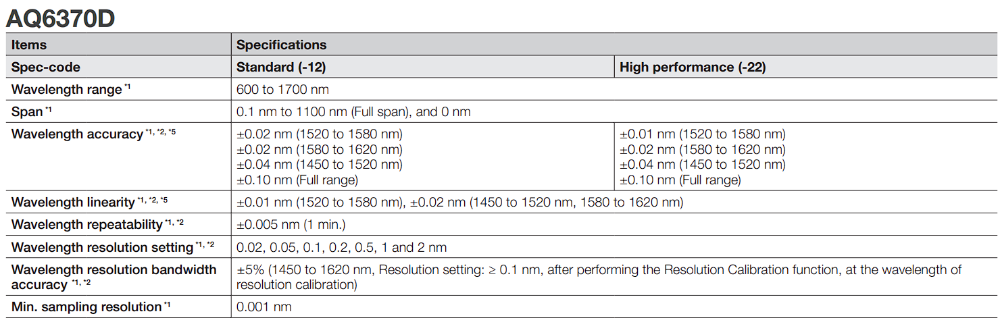 AQ6370D
Items Specifications
Spec-code Standard (-12) High performance (-22)
Wavelength range *1 600 to 1700 nm
Span *1 0.1 nm to 1100 nm (Full span), and 0 nm
Wavelength accuracy *1, *2, *5 ±0.02 nm (1520 to 1580 nm) ±0.01 nm (1520 to 1580 nm)
±0.02 nm (1580 to 1620 nm) ±0.02 nm (1580 to 1620 nm)
±0.04 nm (1450 to 1520 nm) ±0.04 nm (1450 to 1520 nm)
±0.10 nm (Full range) ±0.10 nm (Full range)
Wavelength linearity *1, *2, *5 ±0.01 nm (1520 to 1580 nm), ±0.02 nm (1450 to 1520 nm, 1580 to 1620 nm)
Wavelength repeatability *1, *2 ±0.005 nm (1 min.)
Wavelength resolution setting *1, *2 0.02, 0.05, 0.1, 0.2, 0.5, 1 and 2 nm
Wavelength resolution bandwidth ±5% (1450 to 1620 nm, Resolution setting: ≥ 0.1 nm, after performing the Resolution Calibration function, at the wavelength of
accuracy *1, *2 resolution calibration)
Min. sampling resolution *1 0.001 nm